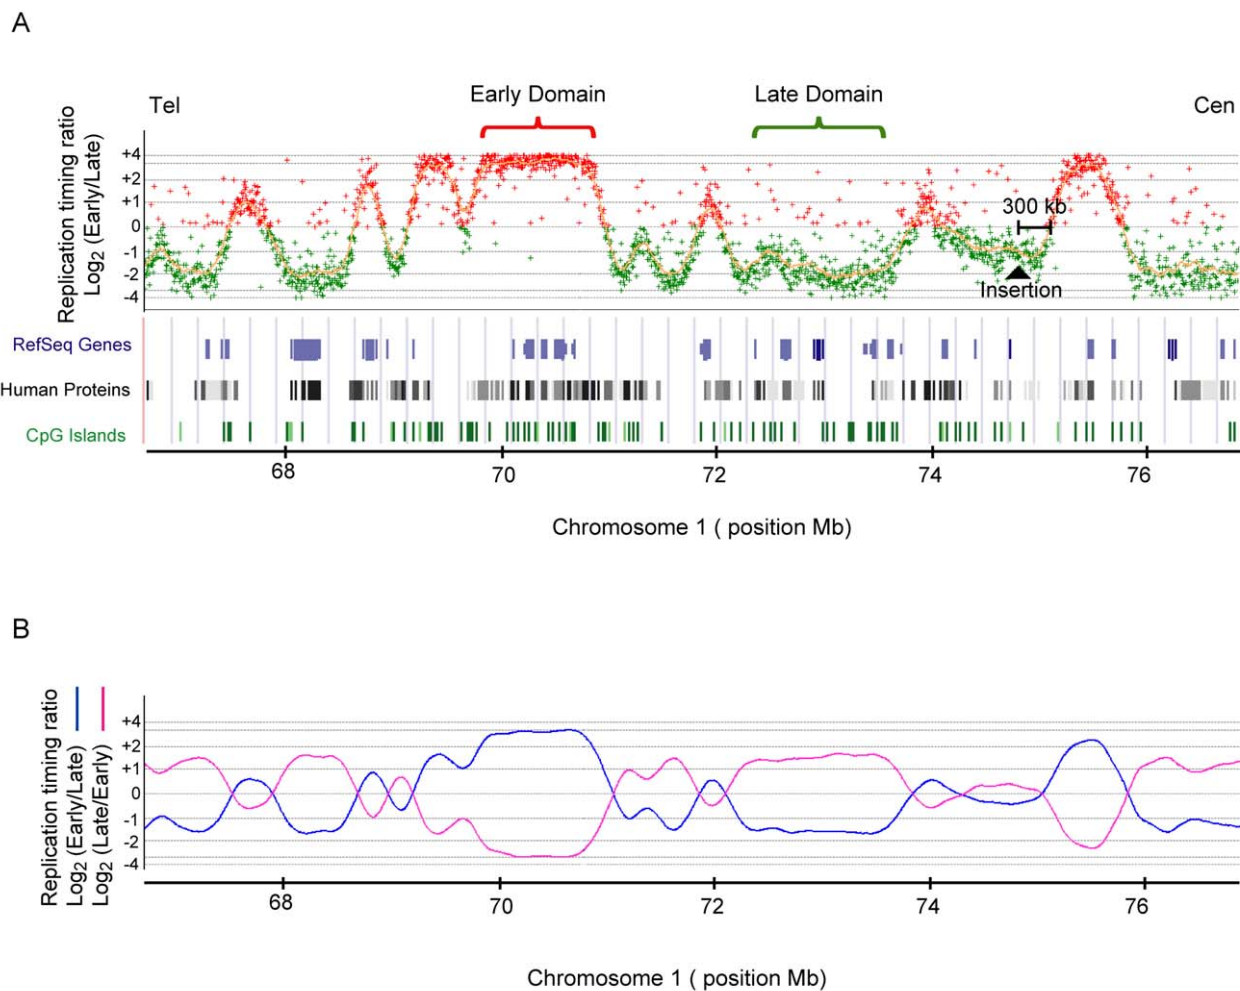 A
Tel
Early Domain
Late Domain
Cen
Replication timing ratio
Log2 (Early/Late)
+4
+2
+1
0
-1
-2
-4
300 kb
Insertion
RefSeq Genes
Human Proteins
CpG Islands
68 70 72 74 76
Chromosome 1 ( position Mb)
B
Replication timing ratio
Log2 (Early/Late)
Log2 (Late/Early)
+4
+2
+1
0
-1
-2
-4
68 70 72 74 76
Chromosome 1 ( position Mb)